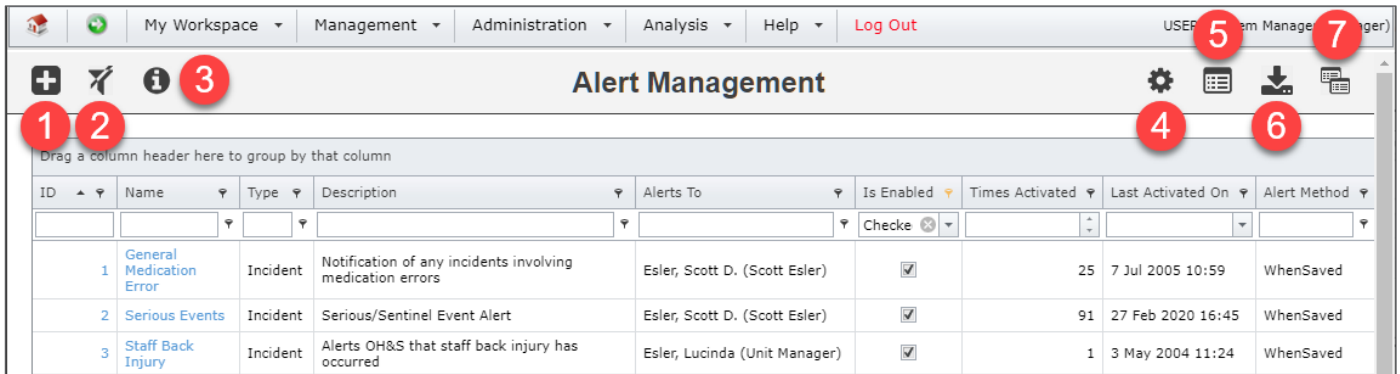 My Workspace Management Administration Analysis Help Log Out USER
5 7
3 Alert Management
1 2 4 6
Drag a column header here to group by that column
ID Name Type Description Alerts To Is Enabled Times Activated Last Activated On Alert Method
Checke
General
1 Medication Incident Notification of any incidents involving Esler, Scott D. (Scott Esler) 25 7 Jul 2005 10:59 WhenSaved
Error medication errors
2 Serious Events Incident Serious/Sentinel Event Alert Esler, Scott D. (Scott Esler) 91 27 Feb 2020 16:45 WhenSaved
3 Staff Back Incident Alerts OH&S that staff back injury has Esler, Lucinda (Unit Manager) 1 3 May 2004 11:24 WhenSaved
Injury occurred